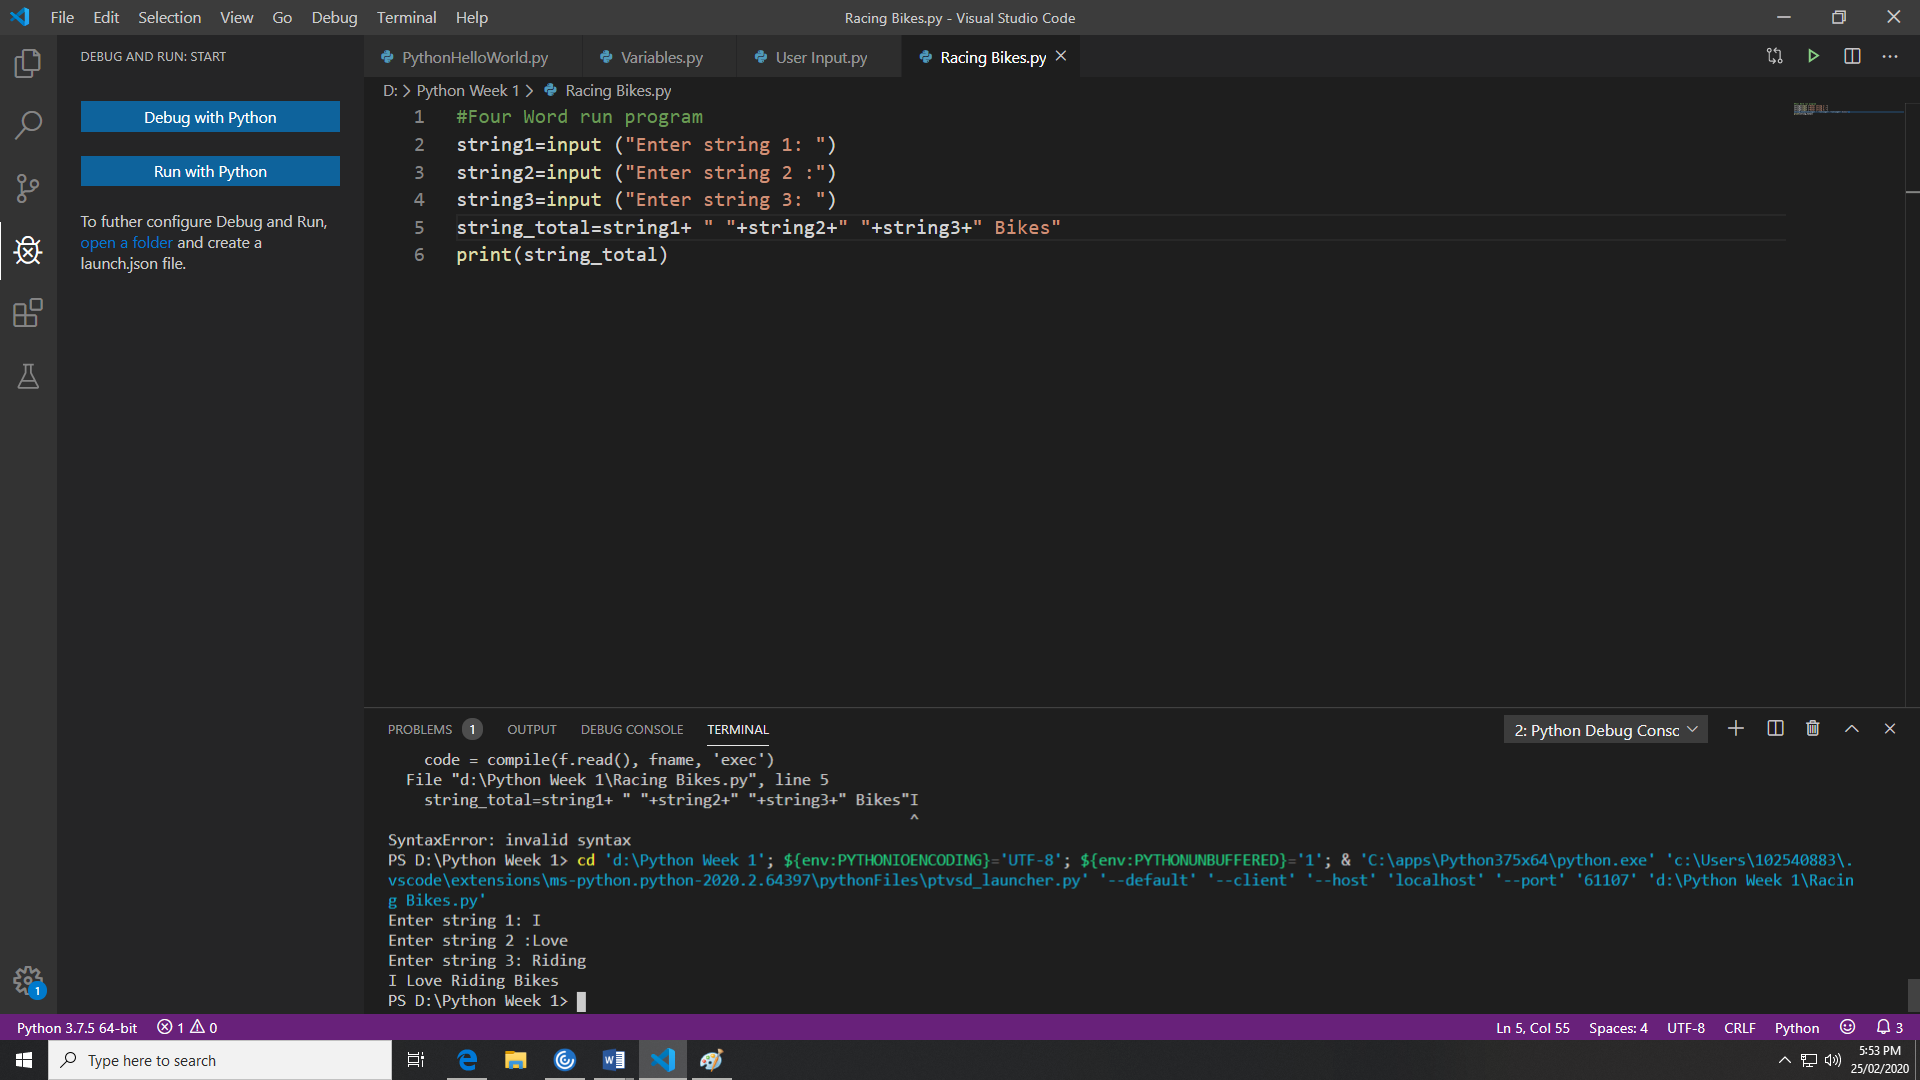 File Edit Selection View Go Debug Terminal Help
Racing Bikes.py - Visual Studio Code
DEBUG AND RUN: START
Debug with Python
Run with Python
To futher configure Debug and Run,
open a folder and create a
launch.json file.
PythonHelloWorld.py Variables.py User Input.py Racing Bikes.py
D: > Python Week 1 > Racing Bikes.py
1 #Four Word run program
2 string1=input ("Enter string 1: ")
3 string2=input ("Enter string 2 :")
4 string3=input ("Enter string 3: ")
5 string_total=string1+ " "+string2+" "+string3+" Bikes"
6 print(string_total)
PROBLEMS 1 OUTPUT DEBUG CONSOLE TERMINAL
2: Python Debug Consc
code = compile(f.read(), fname, 'exec')
File "d:\Python Week 1\Racing Bikes.py", line 5
string_total=string1+ " "+string2+" "+string3+" Bikes"I
^
SyntaxError: invalid syntax
PS D:\Python Week 1> cd 'd:\Python Week 1'; ${env:PYTHONIOENCODING}='UTF-8'; ${env:PYTHONUNBUFFERED}='1'; & 'C:\apps\Python375x64\python.exe' 'c:\Users\102540883\.
vscode\extensions\ms-python.python-2020.2.64397\pythonFiles\ptvsd_launcher.py' '--default' '--client' '--host' 'localhost' '--port' '61107' 'd:\Python Week 1\Racin
g Bikes.py'
Enter string 1: I
Enter string 2 :Love
Enter string 3: Riding
I Love Riding Bikes
PS D:\Python Week 1>
1
Python 3.7.5 64-bit 1 0
Ln 5, Col 55 Spaces: 4 UTF-8 CRLF Python 3
Type here to search
5:53 PM
25/02/2020